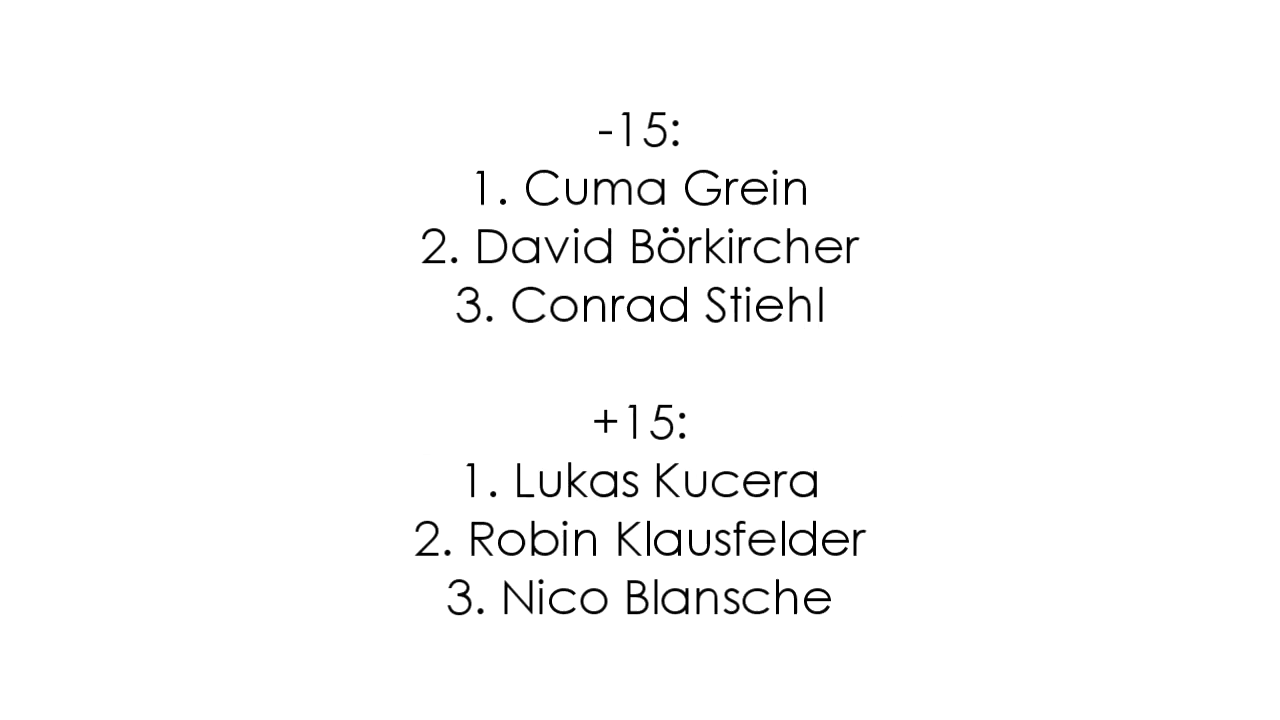 -15:
1. Cuma Grein
2. David Börkircher
3. Conrad Stiehl
+15:
1. Lukas Kucera
2. Robin Klausfelder
3. Nico Blansche